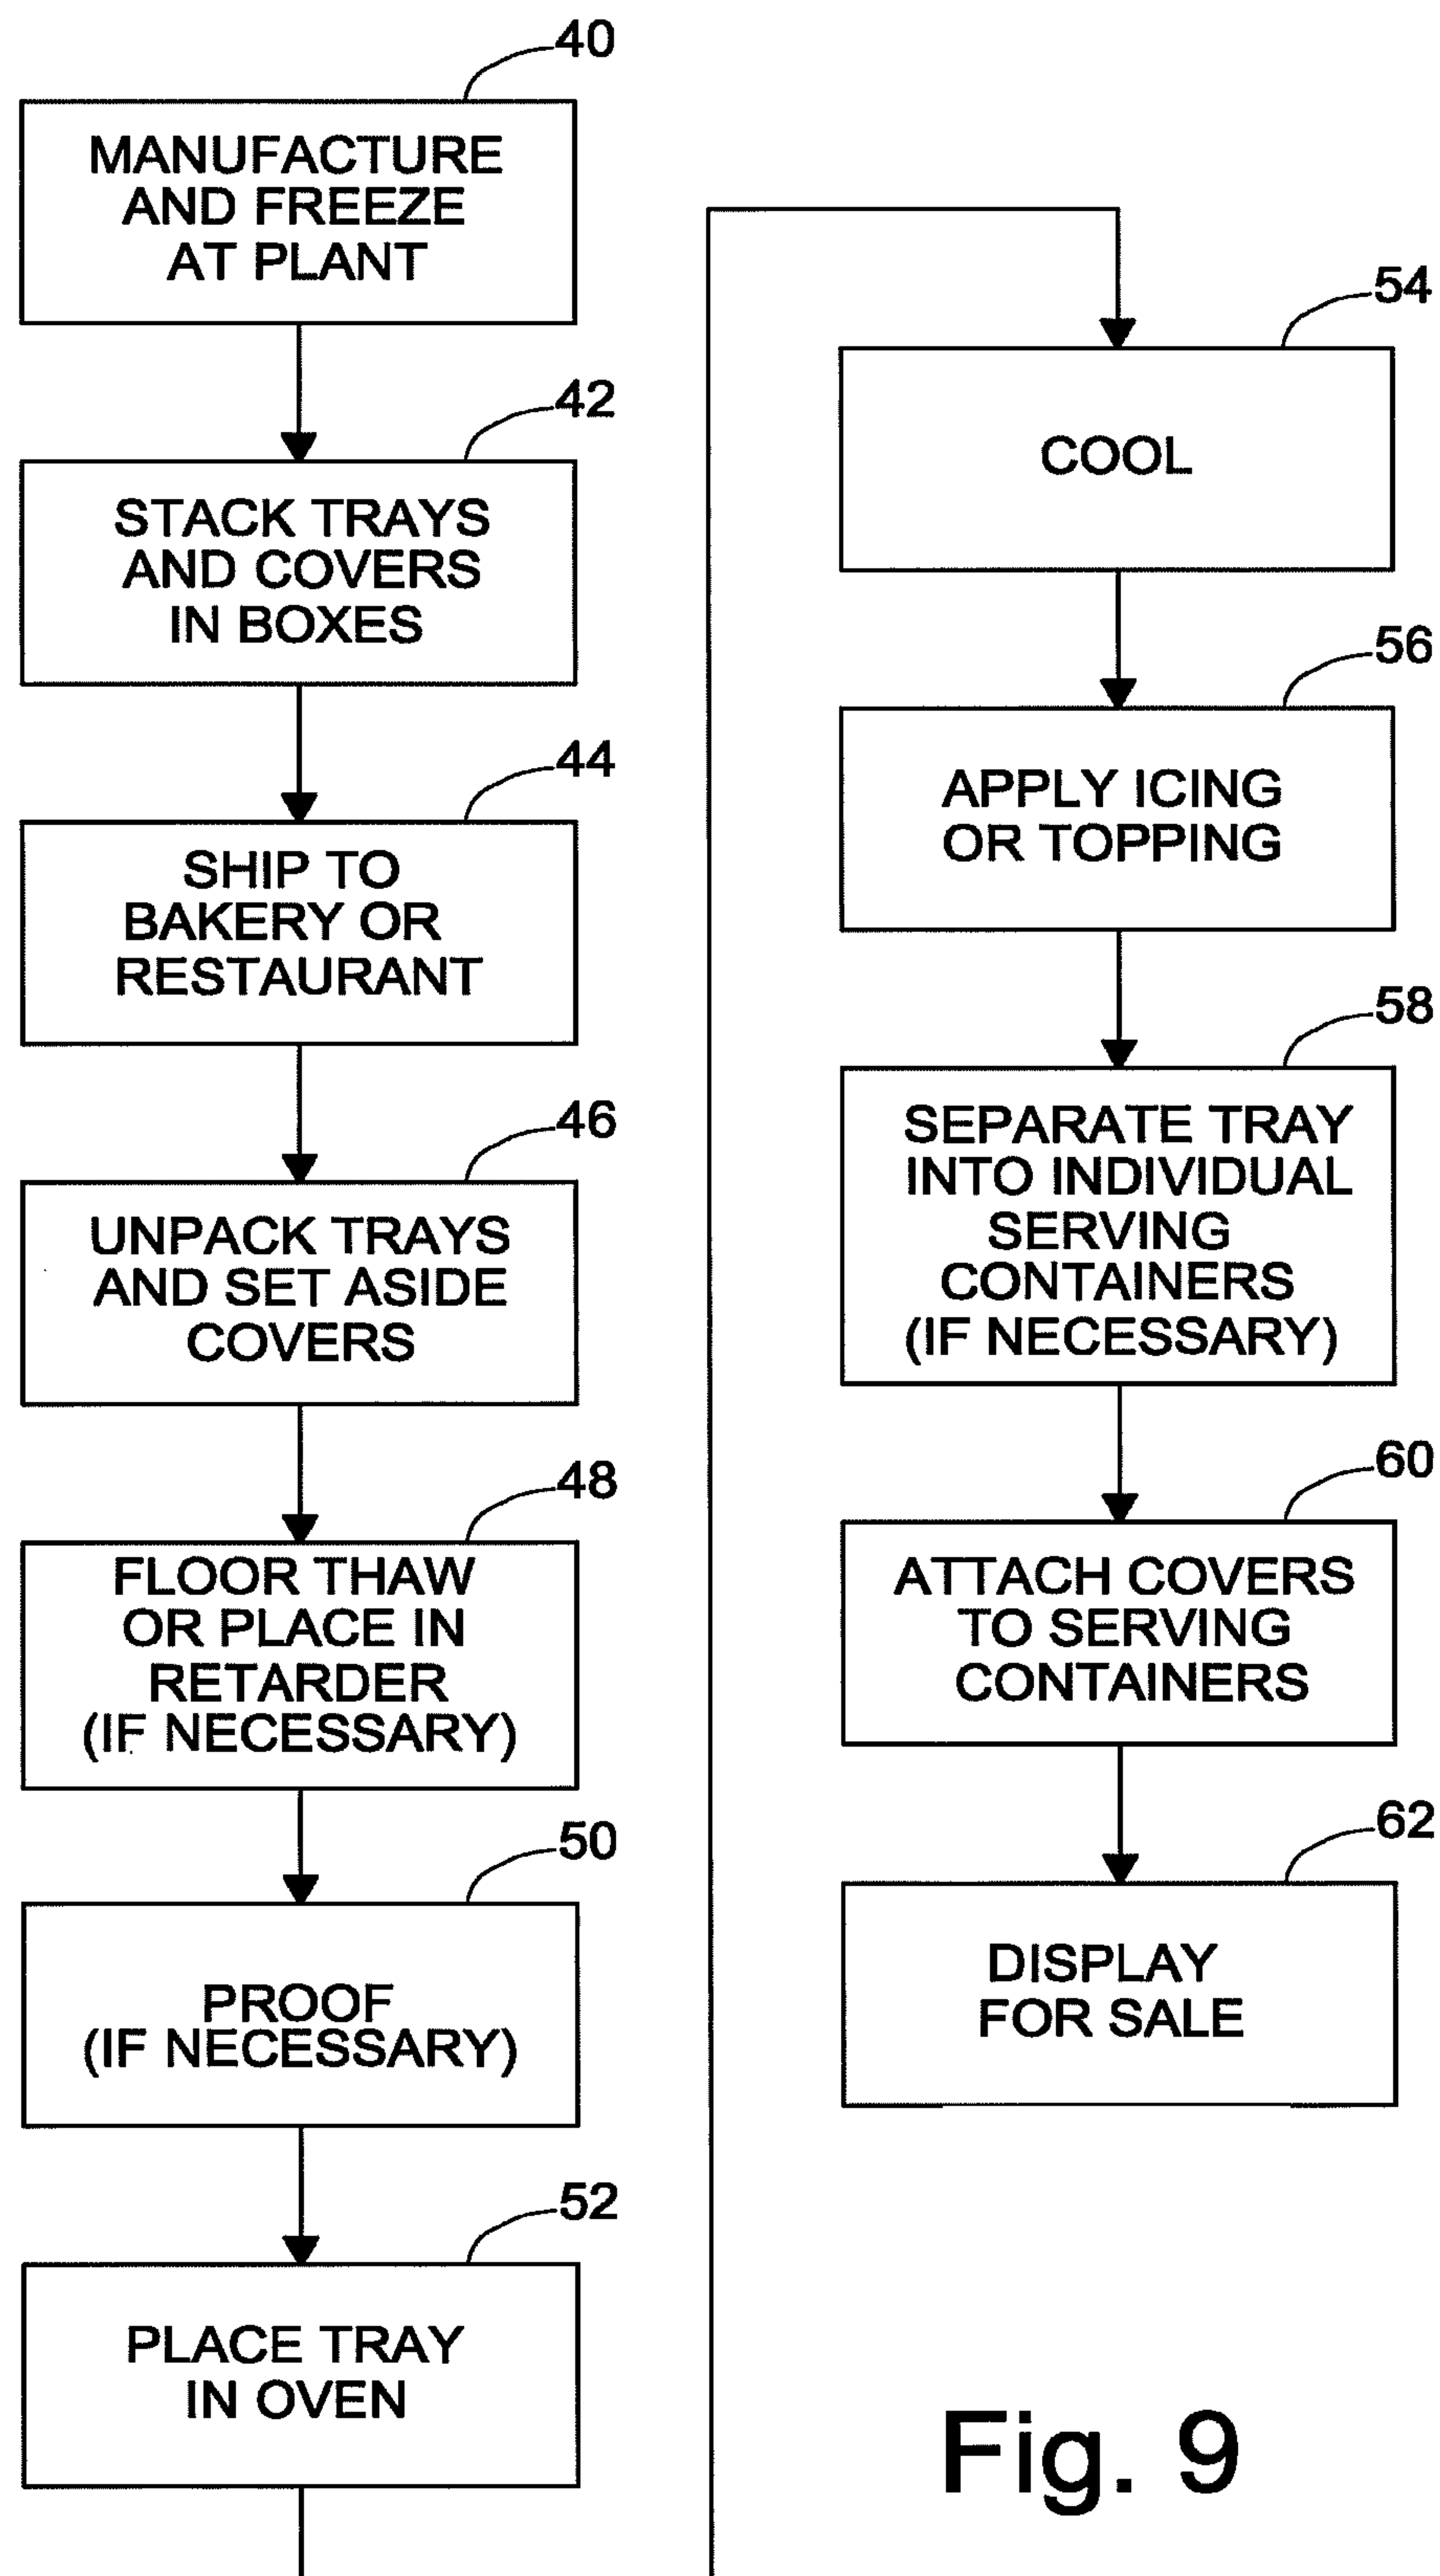 40
MANUFACTURE
AND FREEZE
AT PLANT
42
STACK TRAYS
AND COVERS
IN BOXES
44
SHIP TO
BAKERY OR
RESTAURANT
46
UNPACK TRAYS
AND SET ASIDE
COVERS
48
FLOOR THAW
OR PLACE IN
RETARDER
(IF NECESSARY)
50
PROOF
(IF NECESSARY)
52
PLACE TRAY
IN OVEN
54
COOL
56
APPLY ICING
OR TOPPING
58
SEPARATE TRAY
INTO INDIVIDUAL
SERVING
CONTAINERS
(IF NECESSARY)
60
ATTACH COVERS
TO SERVING
CONTAINERS
62
DISPLAY
FOR SALE
Fig. 9